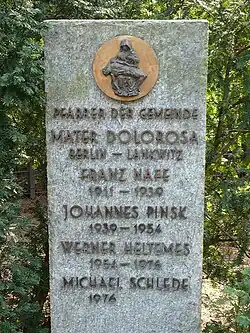 PFARRER DER GEMEINDE
MATER DOLOROSA
BERLIN – LANKWITZ
FRANZ NAFE
1911 – 1939
JOHANNES PINSK
1939 – 1954
WERNER HELTEMES
1954 – 1976
MICHAEL SCHLEDE
1976